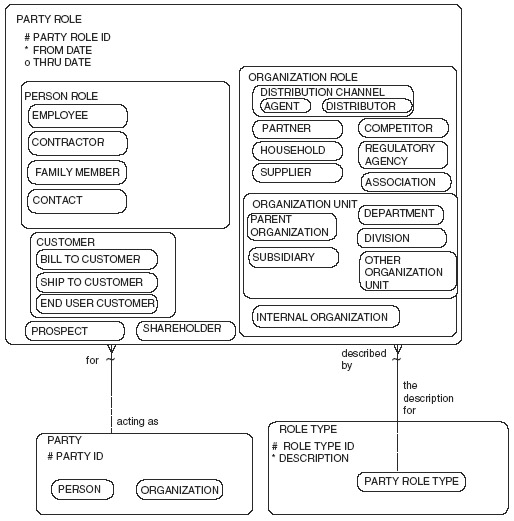 PARTY ROLE
# PARTY ROLE ID
* FROM DATE
o THRU DATE
PERSON ROLE
EMPLOYEE
CONTRACTOR
FAMILY MEMBER
CONTACT
CUSTOMER
BILL TO CUSTOMER
SHIP TO CUSTOMER
END USER CUSTOMER
PROSPECT
SHAREHOLDER
ORGANIZATION ROLE
DISTRIBUTION CHANNEL
AGENT
DISTRIBUTOR
PARTNER
COMPETITOR
HOUSEHOLD
REGULATORY
AGENCY
SUPPLIER
ASSOCIATION
ORGANIZATION UNIT
PARENT
ORGANIZATION
DEPARTMENT
DIVISION
SUBSIDIARY
OTHER
ORGANIZATION
UNIT
INTERNAL ORGANIZATION
for
acting as
described
by
the
description
for
PARTY
# PARTY ID
PERSON
ORGANIZATION
ROLE TYPE
# ROLE TYPE ID
* DESCRIPTION
PARTY ROLE TYPE